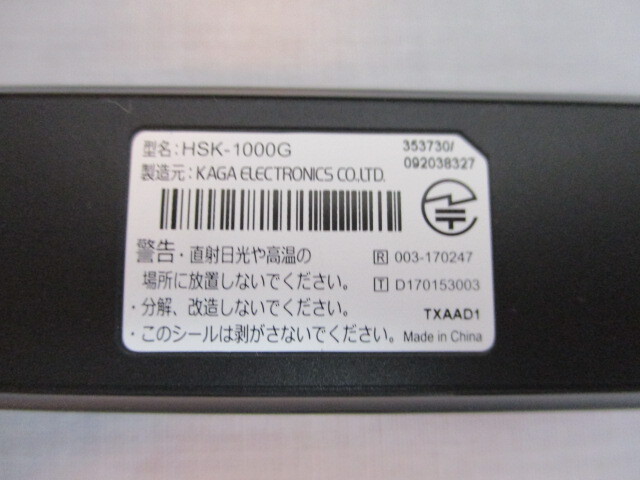 型名:HSK-1000G
353730/
092038327
製造元:KAGA ELECTRONICS CO.,LTD.
警告・直射日光や高温の
場所に放置しないでください。
・分解、改造しないでください。
・このシールは剥がさないでください。
R 003-170247
T D170153003
TXAAD1
Made in China